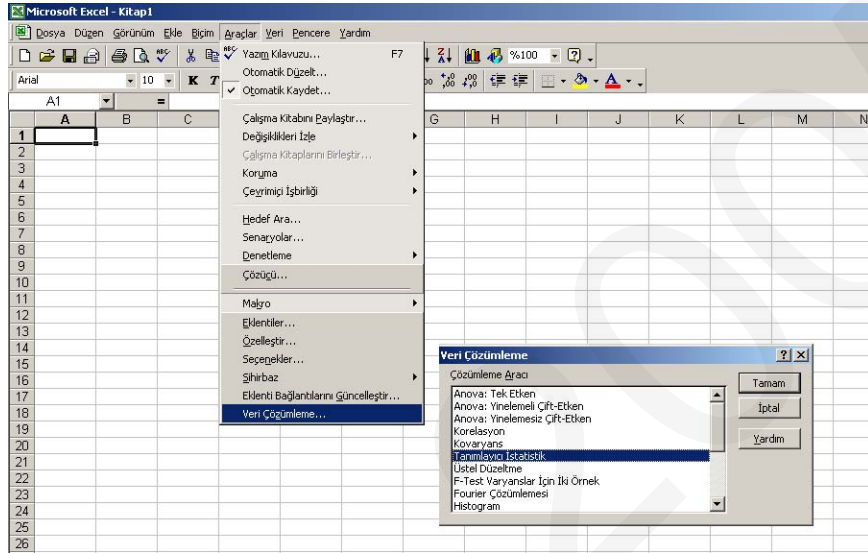 Microsoft Excel - Kitap1
Dosya Düzen Görünüm Ekle Biçim Araçlar Veri Pencere Yardım
%100
Arial 10 K T
A1 =
A B C G H I J K L M N
1
2
3
4
5
6
7
8
9
10
11
12
13
14
15
16
17
18
19
20
21
22
23
24
25
26
Yazım Kılavuzu... F7
Otomatik Düzelt...
Otomatik Kaydet...
Çalışma Kitabını Paylaştır...
Değişiklikleri İzle
Çalışma Kitaplarını Birleştir...
Koruma
Çevrimiçi İşbirliği
Hedef Ara...
Senaryolar...
Denetleme
Çözücü...
Makro
Eklentiler...
Özelleştir...
Seçenekler...
Sihirbaz
Eklenti Bağlantılarını Güncelleştir...
Veri Çözümleme...
Veri Çözümleme
Çözümleme Aracı
Anova: Tek Etken
Anova: Yinelemeli Çift-Etken
Anova: Yinelemesiz Çift-Etken
Korelasyon
Kovaryans
Tanımlayıcı İstatistik
Üstel Düzeltme
F-Test Varyanslar İçin İki Örnek
Fourier Çözümlemesi
Histogram
Tamam
İptal
Yardım